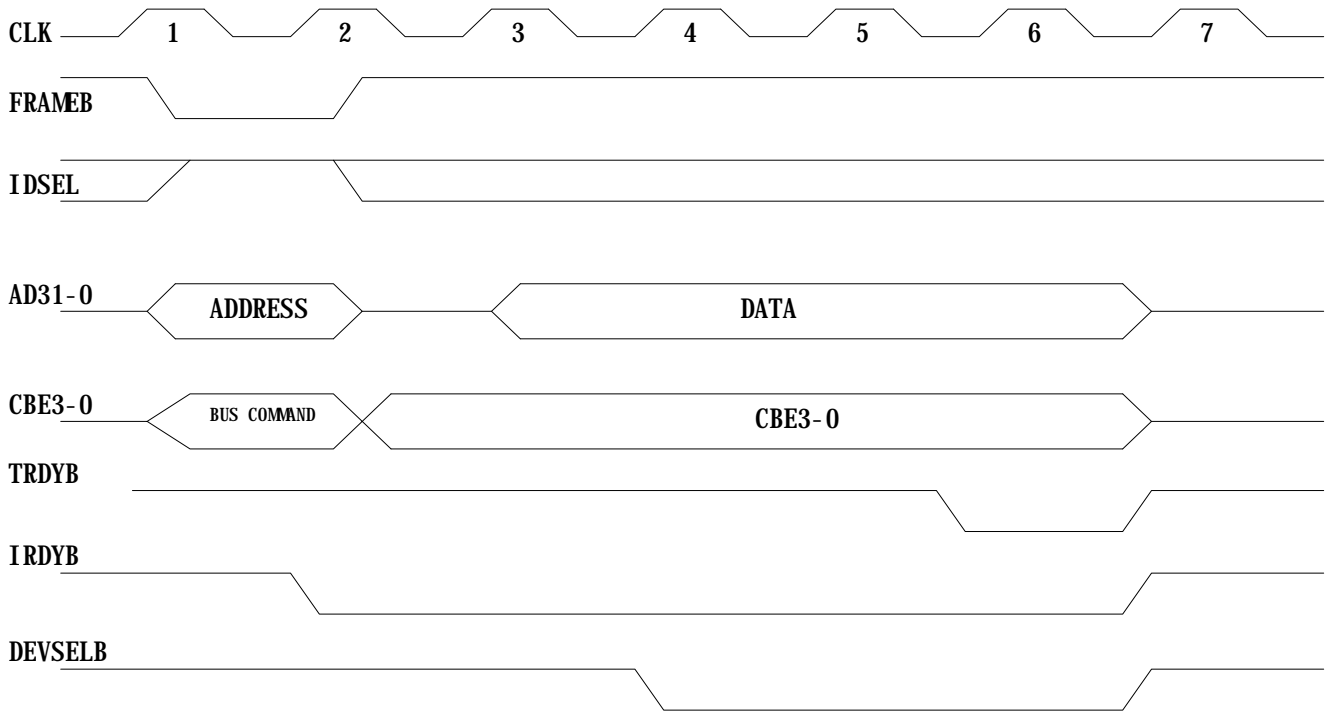 CLK 1 2 3 4 5 6 7
FRAMEB
IDSEL
AD31-0 ADDRESS DATA
CBE3-0 BUS COMMAND CBE3-0
TRDYB
IRDYB
DEVSELB